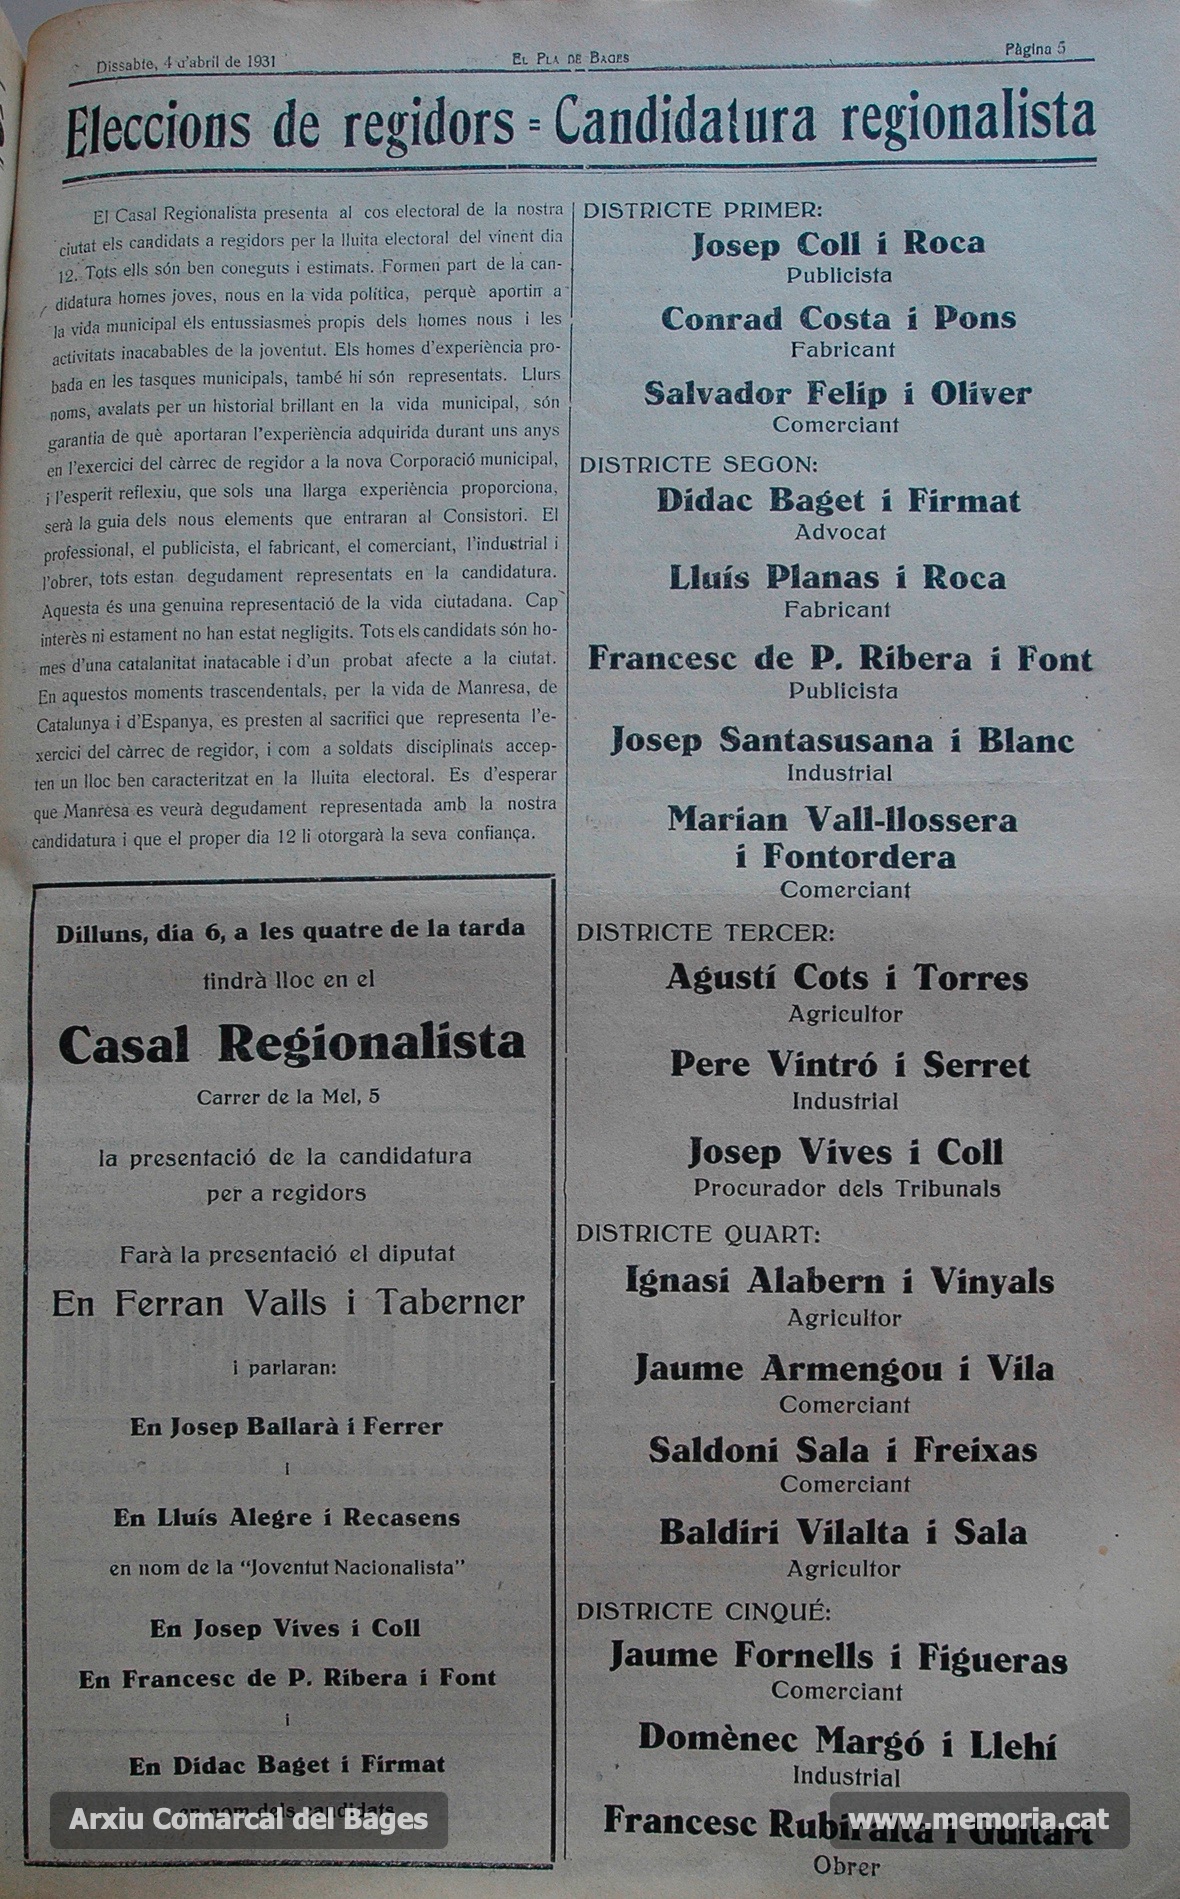 Dissabte, 4 d'abril de 1931
EL PLA DE BAGES
Pàgina 5
Eleccions de regidors = Candidatura regionalista
El Casal Regionalista presenta al cos electoral de la nostra
ciutat els candidats a regidors per la lluita electoral del vinent dia
12. Tots ells són ben coneguts i estimats. Formen part de la can-
didatura homes joves, nous en la vida política, perquè aportin a
la vida municipal els entussiasmes propis dels homes nous i les
activitats inacabables de la joventut. Els homes d'experiència pro-
bada en les tasques municipals, també hi són representats. Llurs
noms, avalats per un historial brillant en la vida municipal, són
garantia de què aportaran l'experiència adquirida durant uns anys
en l'exercici del càrrec de regidor a la nova Corporació municipal,
i l'esperit reflexiu, que sols una llarga experiència proporciona,
serà la guia dels nous elements que entraran al Consistori. El
professional, el publicista, el fabricant, el comerciant, l'industrial i
l'obrer, tots estan degudament representats en la candidatura.
Aquesta és una genuina representació de la vida ciutadana. Cap
interès ni estament no han estat negligits. Tots els candidats són ho-
mes d'una catalanitat inatacable i d'un probat afecte a la ciutat.
En aquestos moments trascendentals, per la vida de Manresa, de
Catalunya i d'Espanya, es presten al sacrifici que representa l'e-
xercici del càrrec de regidor, i com a soldats disciplinats accep-
ten un lloc ben caracteritzat en la lluita electoral. Es d'esperar
que Manresa es veurà degudament representada amb la nostra
candidatura i que el proper dia 12 li otorgarà la seva confiança.
Dilluns, dia 6, a les quatre de la tarda
tindrà lloc en el
Casal Regionalista
Carrer de la Mel, 5
la presentació de la candidatura
per a regidors
Farà la presentació el diputat
En Ferran Valls i Taberner
i parlaran:
En Josep Ballarà i Ferrer
i
En Lluís Alegre i Recasens
en nom de la "Joventut Nacionalista"
En Josep Vives i Coll
En Francesc de P. Ribera i Font
i
En Dídac Baget i Firmat
en nom dels candidats
DISTRICTE PRIMER:
Josep Coll i Roca
Publicista
Conrad Costa i Pons
Fabricant
Salvador Felip i Oliver
Comerciant
DISTRICTE SEGON:
Dídac Baget i Firmat
Advocat
Lluís Planas i Roca
Fabricant
Francesc de P. Ribera i Font
Publicista
Josep Santasusana i Blanc
Industrial
Marian Vall-llossera
i Fontordera
Comerciant
DISTRICTE TERCER:
Agustí Cots i Torres
Agricultor
Pere Vintró i Serret
Industrial
Josep Vives i Coll
Procurador dels Tribunals
DISTRICTE QUART:
Ignasi Alabern i Vinyals
Agricultor
Jaume Armengou i Vila
Comerciant
Saldoni Sala i Freixas
Comerciant
Baldiri Vilalta i Sala
Agricultor
DISTRICTE CINQUÉ:
Jaume Fornells i Figueras
Comerciant
Domènec Margó i Llehí
Industrial
Francesc Rubiralta i Guitart
Obrer
Arxiu Comarcal del Bages
www.memoria.cat